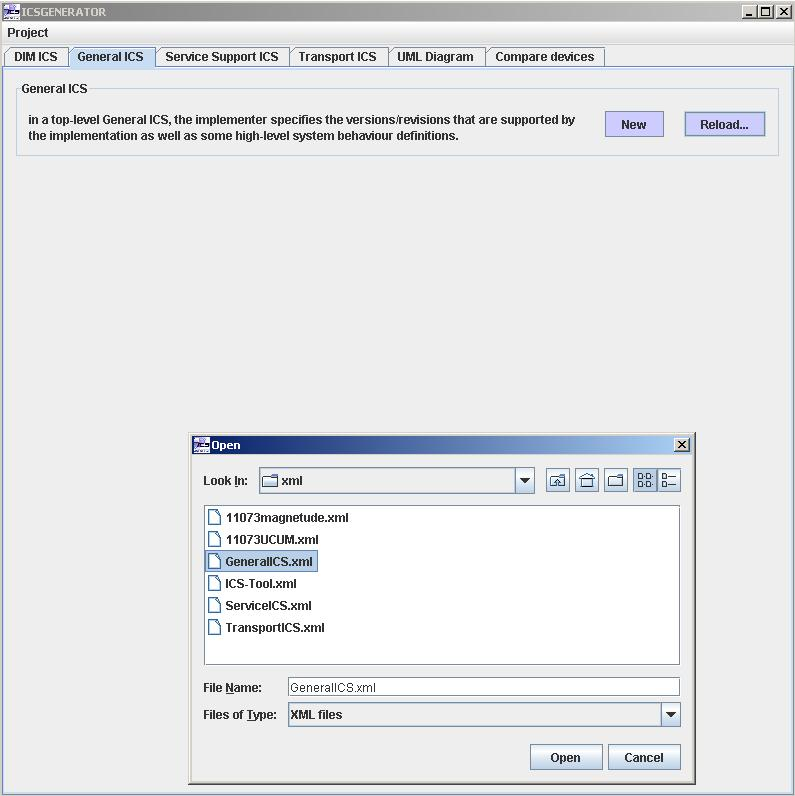 ICSGENERATOR
Project
DIM ICS General ICS Service Support ICS Transport ICS UML Diagram Compare devices
General ICS
in a top-level General ICS, the implementer specifies the versions/revisions that are supported by
the implementation as well as some high-level system behaviour definitions.
New Reload...
Open
Look In: xml
11073magnetude.xml
11073UCUM.xml
GeneralICS.xml
ICS-Tool.xml
ServiceICS.xml
TransportICS.xml
File Name: GeneralICS.xml
Files of Type: XML files
Open Cancel